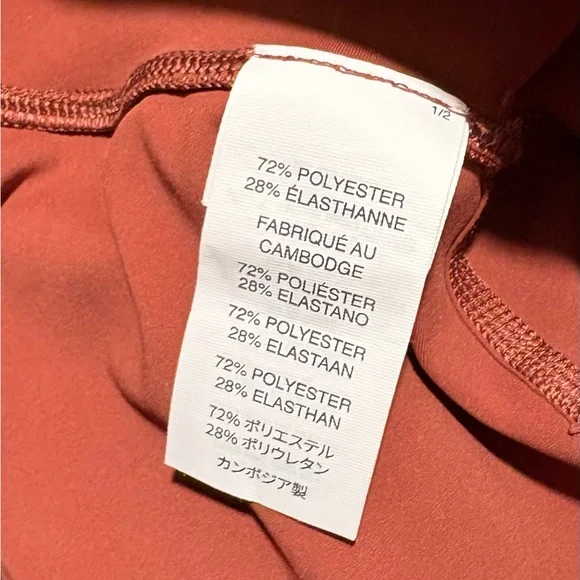 1/2
72% POLYESTER
28% ÉLASTHANNE
FABRIQUÉ AU
CAMBODGE
72% POLIÉSTER
28% ELASTANO
72% POLYESTER
28% ELASTAAN
72% POLYESTER
28% ELASTHAN
72% ポリエステル
28% ポリウレタン
カンボジア製